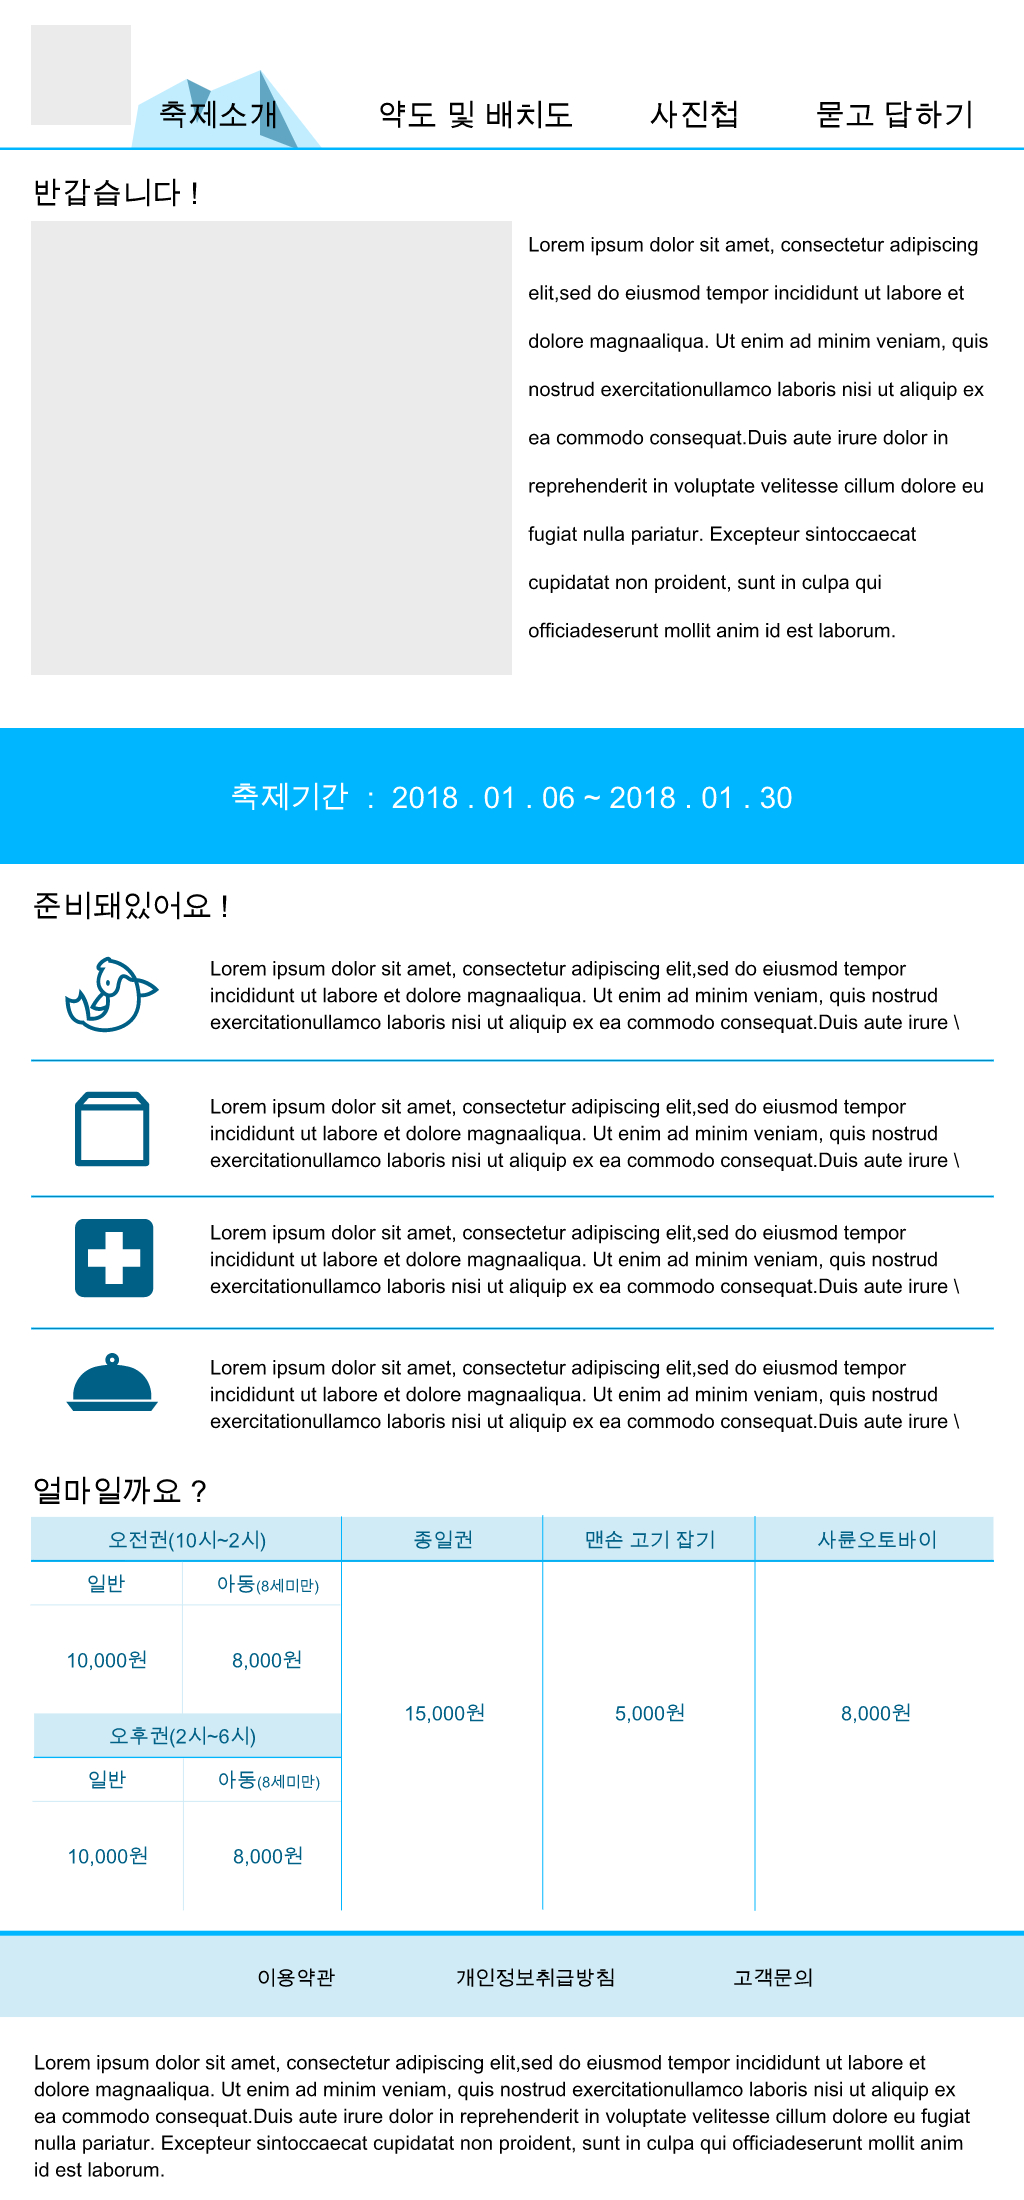 축제소개 약도 및 배치도 사진첩 묻고 답하기
반갑습니다 !
Lorem ipsum dolor sit amet, consectetur adipiscing
elit,sed do eiusmod tempor incididunt ut labore et
dolore magnaaliqua. Ut enim ad minim veniam, quis
nostrud exercitationullamco laboris nisi ut aliquip ex
ea commodo consequat.Duis aute irure dolor in
reprehenderit in voluptate velitesse cillum dolore eu
fugiat nulla pariatur. Excepteur sintoccaecat
cupidatat non proident, sunt in culpa qui
officiadeserunt mollit anim id est laborum.
축제기간 : 2018 . 01 . 06 ~ 2018 . 01 . 30
준비돼있어요 !
Lorem ipsum dolor sit amet, consectetur adipiscing elit,sed do eiusmod tempor
incididunt ut labore et dolore magnaaliqua. Ut enim ad minim veniam, quis nostrud
exercitationullamco laboris nisi ut aliquip ex ea commodo consequat.Duis aute irure \
Lorem ipsum dolor sit amet, consectetur adipiscing elit,sed do eiusmod tempor
incididunt ut labore et dolore magnaaliqua. Ut enim ad minim veniam, quis nostrud
exercitationullamco laboris nisi ut aliquip ex ea commodo consequat.Duis aute irure \
Lorem ipsum dolor sit amet, consectetur adipiscing elit,sed do eiusmod tempor
incididunt ut labore et dolore magnaaliqua. Ut enim ad minim veniam, quis nostrud
exercitationullamco laboris nisi ut aliquip ex ea commodo consequat.Duis aute irure \
Lorem ipsum dolor sit amet, consectetur adipiscing elit,sed do eiusmod tempor
incididunt ut labore et dolore magnaaliqua. Ut enim ad minim veniam, quis nostrud
exercitationullamco laboris nisi ut aliquip ex ea commodo consequat.Duis aute irure \
얼마일까요 ?
오전권(10시~2시) 종일권 맨손 고기 잡기 사륜오토바이
일반 아동(8세미만)
10,000원 8,000원
15,000원 5,000원 8,000원
오후권(2시~6시)
일반 아동(8세미만)
10,000원 8,000원
이용약관 개인정보취급방침 고객문의
Lorem ipsum dolor sit amet, consectetur adipiscing elit,sed do eiusmod tempor incididunt ut labore et
dolore magnaaliqua. Ut enim ad minim veniam, quis nostrud exercitationullamco laboris nisi ut aliquip ex
ea commodo consequat.Duis aute irure dolor in reprehenderit in voluptate velitesse cillum dolore eu fugiat
nulla pariatur. Excepteur sintoccaecat cupidatat non proident, sunt in culpa qui officiadeserunt mollit anim
id est laborum.